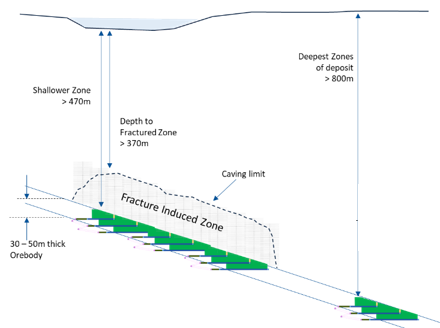 Deepest Zones
of deposit
> 800m
Shallower Zone
> 470m
Depth to
Fractured Zone
> 370m
Caving limit
Fracture Induced Zone
30 – 50m thick
Orebody